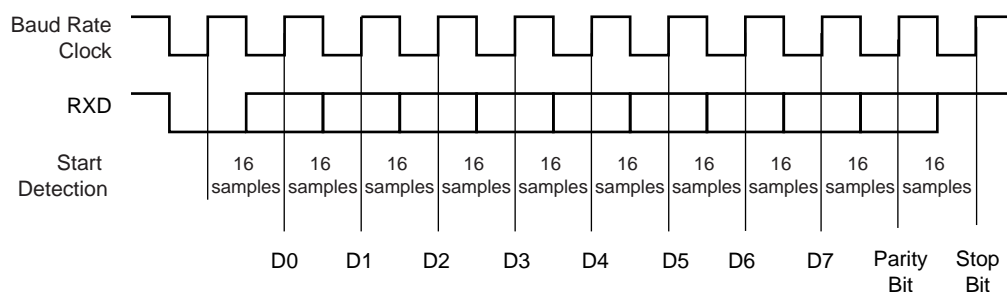 Baud Rate
Clock
RXD
Start
Detection
16 16 16 16 16 16 16 16 16 16
samples samples samples samples samples samples samples samples samples samples
D0 D1 D2 D3 D4 D5 D6 D7 Parity Stop
Bit Bit